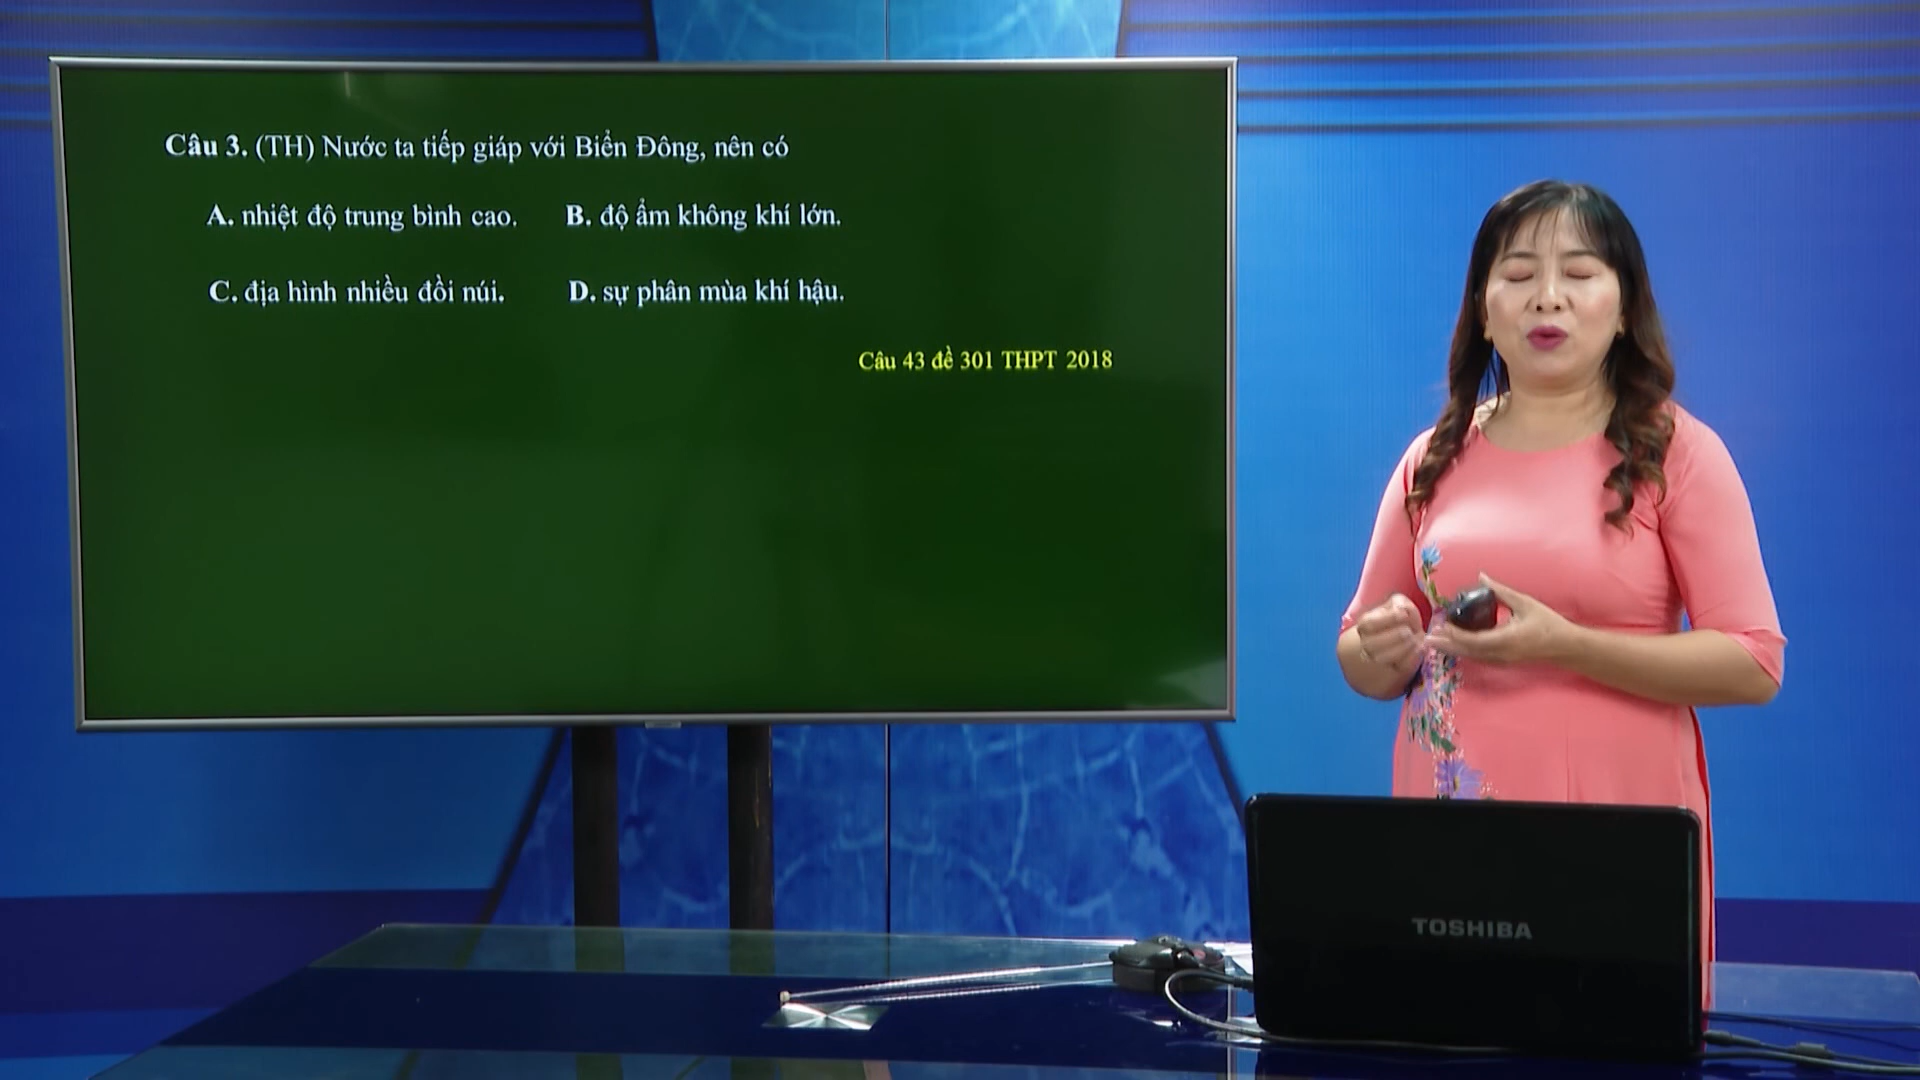 Câu 3. (TH) Nước ta tiếp giáp với Biển Đông, nên có
A. nhiệt độ trung bình cao. B. độ ẩm không khí lớn.
C. địa hình nhiều đồi núi. D. sự phân mùa khí hậu.
Câu 43 đề 301 THPT 2018
TOSHIBA